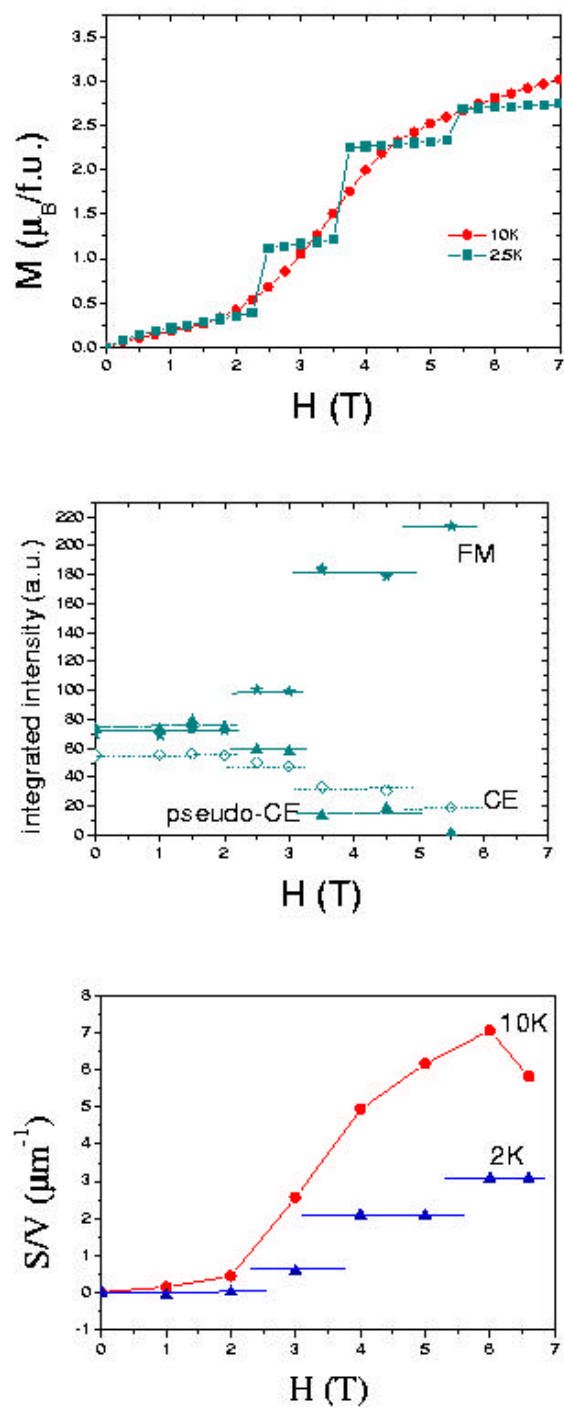 3.5
3.0
2.5
2.0
1.5
1.0
0.5
0.0
M (μB/f.u.)
10K
2.5K
0 1 2 3 4 5 6 7
H (T)
220
200
180
160
140
120
100
80
60
40
20
0
integrated intensity (a.u.)
FM
CE
pseudo-CE
0 1 2 3 4 5 6 7
H (T)
8
7
6
5
4
3
2
1
0
-1
S/V (μm⁻¹)
10K
2K
0 1 2 3 4 5 6 7
H (T)